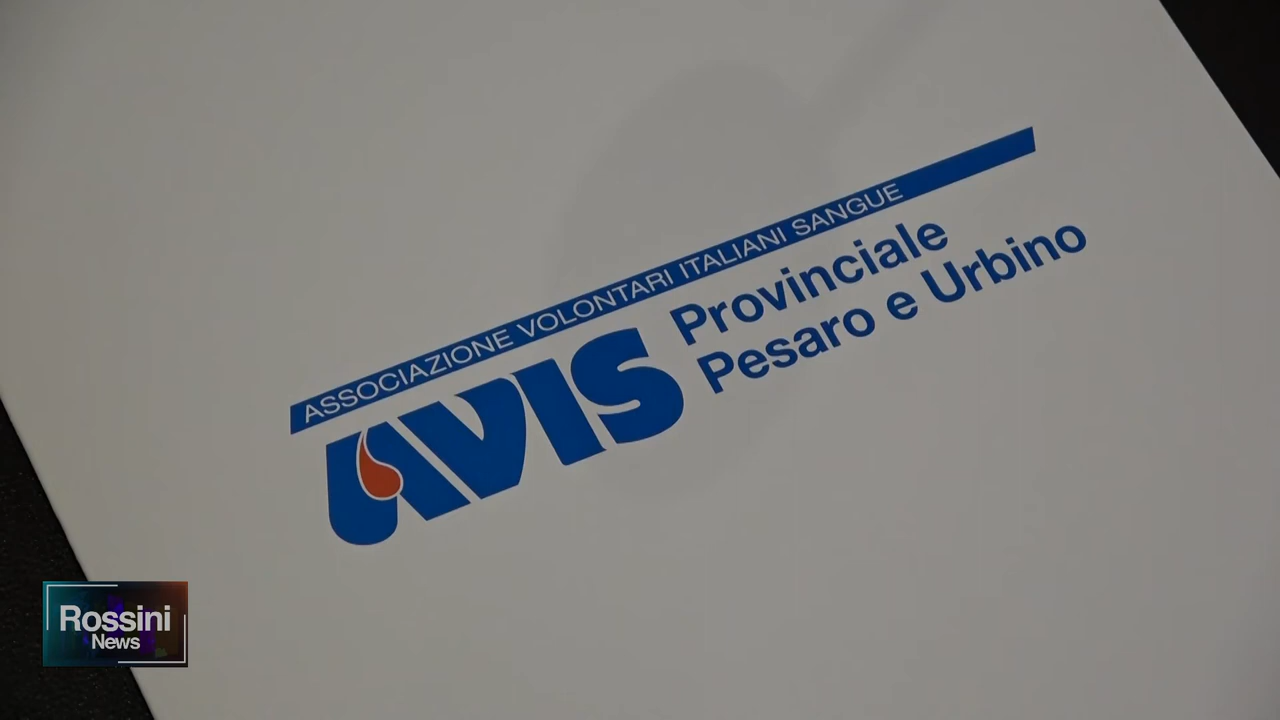 ASSOCIAZIONE VOLONTARI ITALIANI SANGUE
AVIS
Provinciale
Pesaro e Urbino
Rossini
News